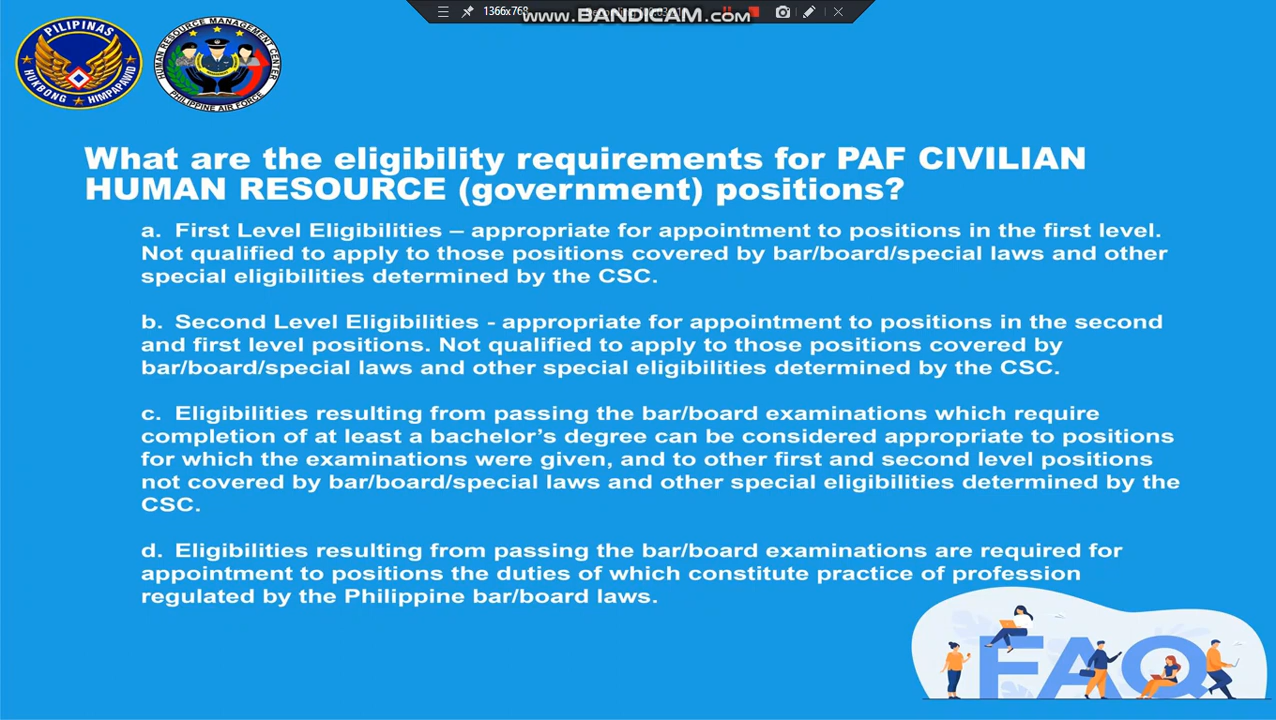 1366x768
www.BANDICAM.com
PILIPINAS
HUKBONG HIMPAPAWID
HUMAN RESOURCE MANAGEMENT CENTER
PHILIPPINE AIR FORCE
What are the eligibility requirements for PAF CIVILIAN
HUMAN RESOURCE (government) positions?
a. First Level Eligibilities – appropriate for appointment to positions in the first level.
Not qualified to apply to those positions covered by bar/board/special laws and other
special eligibilities determined by the CSC.
b. Second Level Eligibilities - appropriate for appointment to positions in the second
and first level positions. Not qualified to apply to those positions covered by
bar/board/special laws and other special eligibilities determined by the CSC.
c. Eligibilities resulting from passing the bar/board examinations which require
completion of at least a bachelor’s degree can be considered appropriate to positions
for which the examinations were given, and to other first and second level positions
not covered by bar/board/special laws and other special eligibilities determined by the
CSC.
d. Eligibilities resulting from passing the bar/board examinations are required for
appointment to positions the duties of which constitute practice of profession
regulated by the Philippine bar/board laws.
FAQ